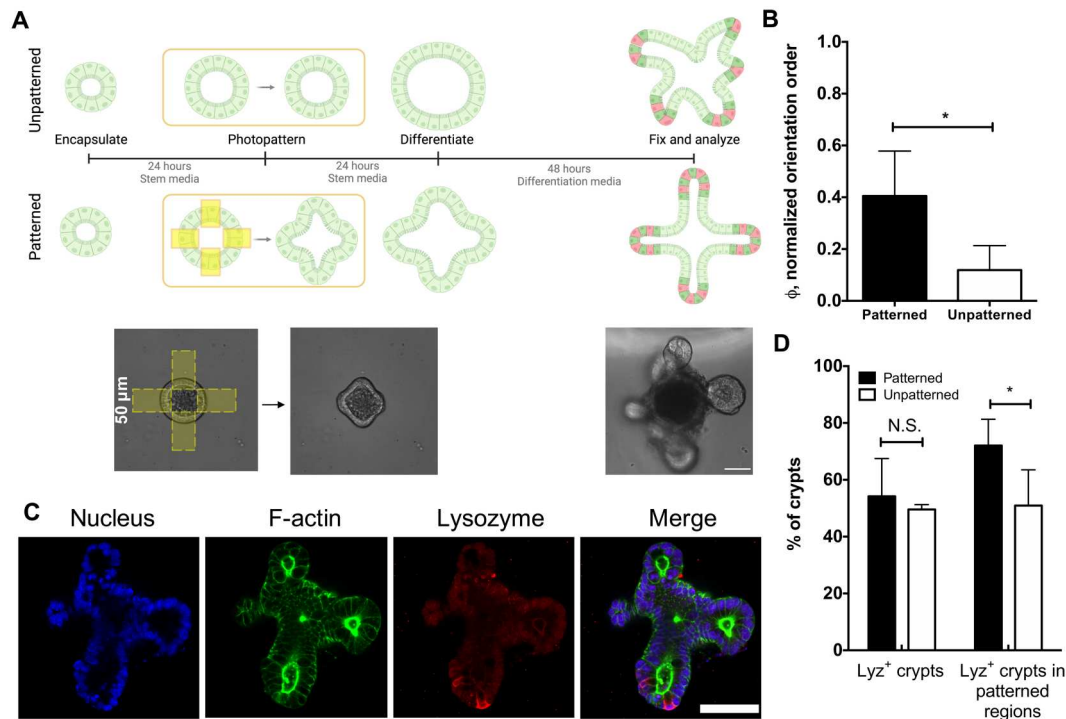 A
Unpatterned
Encapsulate
Photopattern
Differentiate
Fix and analyze
24 hours
Stem media
24 hours
Stem media
48 hours
Differentiation media
Patterned
50 µm
B
ϕ, normalized orientation order
1.0
0.8
0.6
0.4
0.2
0.0
*
Patterned
Unpatterned
C
Nucleus
F-actin
Lysozyme
Merge
D
% of crypts
100
80
60
40
20
0
Patterned
Unpatterned
N.S.
*
Lyz+ crypts
Lyz+ crypts in
patterned
regions